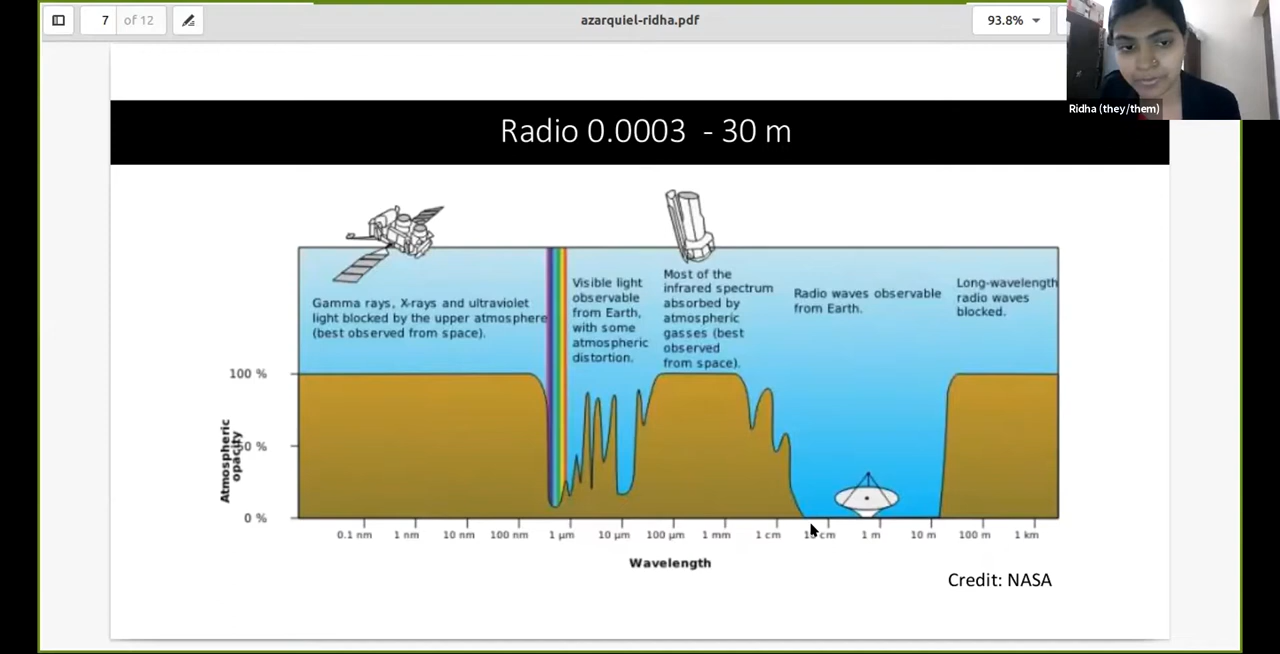 7 of 12
azarquiel-ridha.pdf
93.8%
Ridha (they/them)
Radio 0.0003 - 30 m
Gamma rays, X-rays and ultraviolet
light blocked by the upper atmosphere
(best observed from space).
Visible light
observable
from Earth,
with some
atmospheric
distortion.
Most of the
infrared spectrum
absorbed by
atmospheric
gasses (best
observed
from space).
Radio waves observable
from Earth.
Long-wavelength
radio waves
blocked.
Atmospheric
opacity
100 %
50 %
0 %
0.1 nm 1 nm 10 nm 100 nm 1 μm 10 μm 100 μm 1 mm 1 cm 10 cm 1 m 10 m 100 m 1 km
Wavelength
Credit: NASA